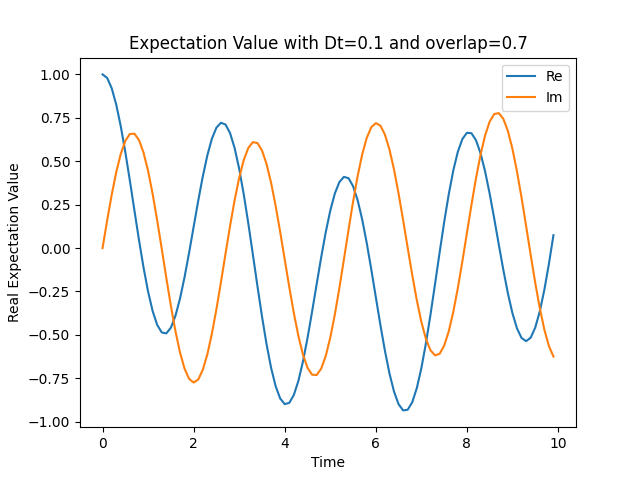 Expectation Value with Dt=0.1 and overlap=0.7
Re
Im
1.00
0.75
0.50
0.25
0.00
−0.25
−0.50
−0.75
−1.00
Real Expectation Value
0 2 4 6 8 10
Time